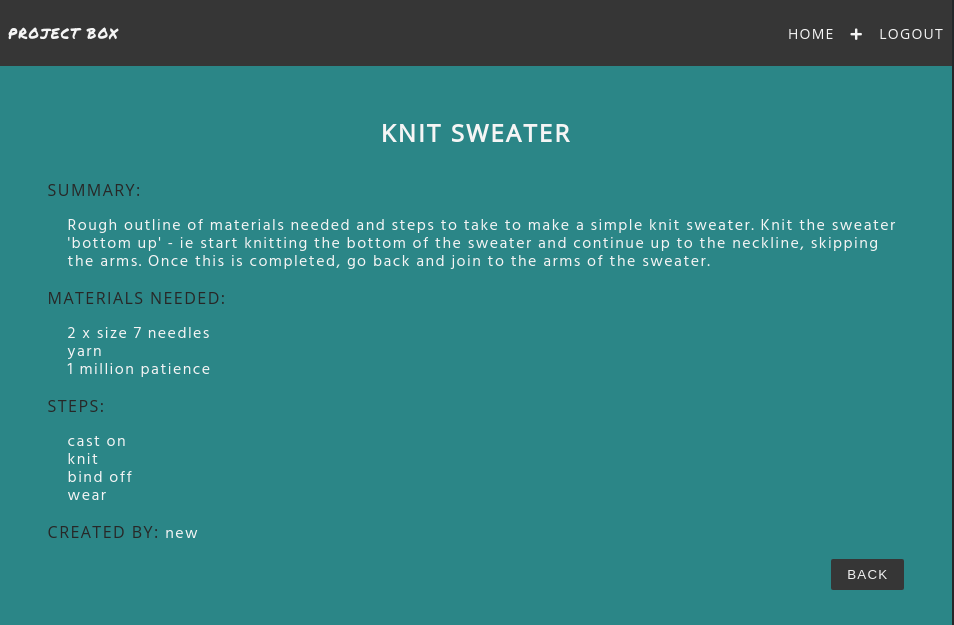 PROJECT BOX
HOME + LOGOUT
KNIT SWEATER
SUMMARY:
Rough outline of materials needed and steps to take to make a simple knit sweater. Knit the sweater
'bottom up' - ie start knitting the bottom of the sweater and continue up to the neckline, skipping
the arms. Once this is completed, go back and join to the arms of the sweater.
MATERIALS NEEDED:
2 x size 7 needles
yarn
1 million patience
STEPS:
cast on
knit
bind off
wear
CREATED BY: new
BACK